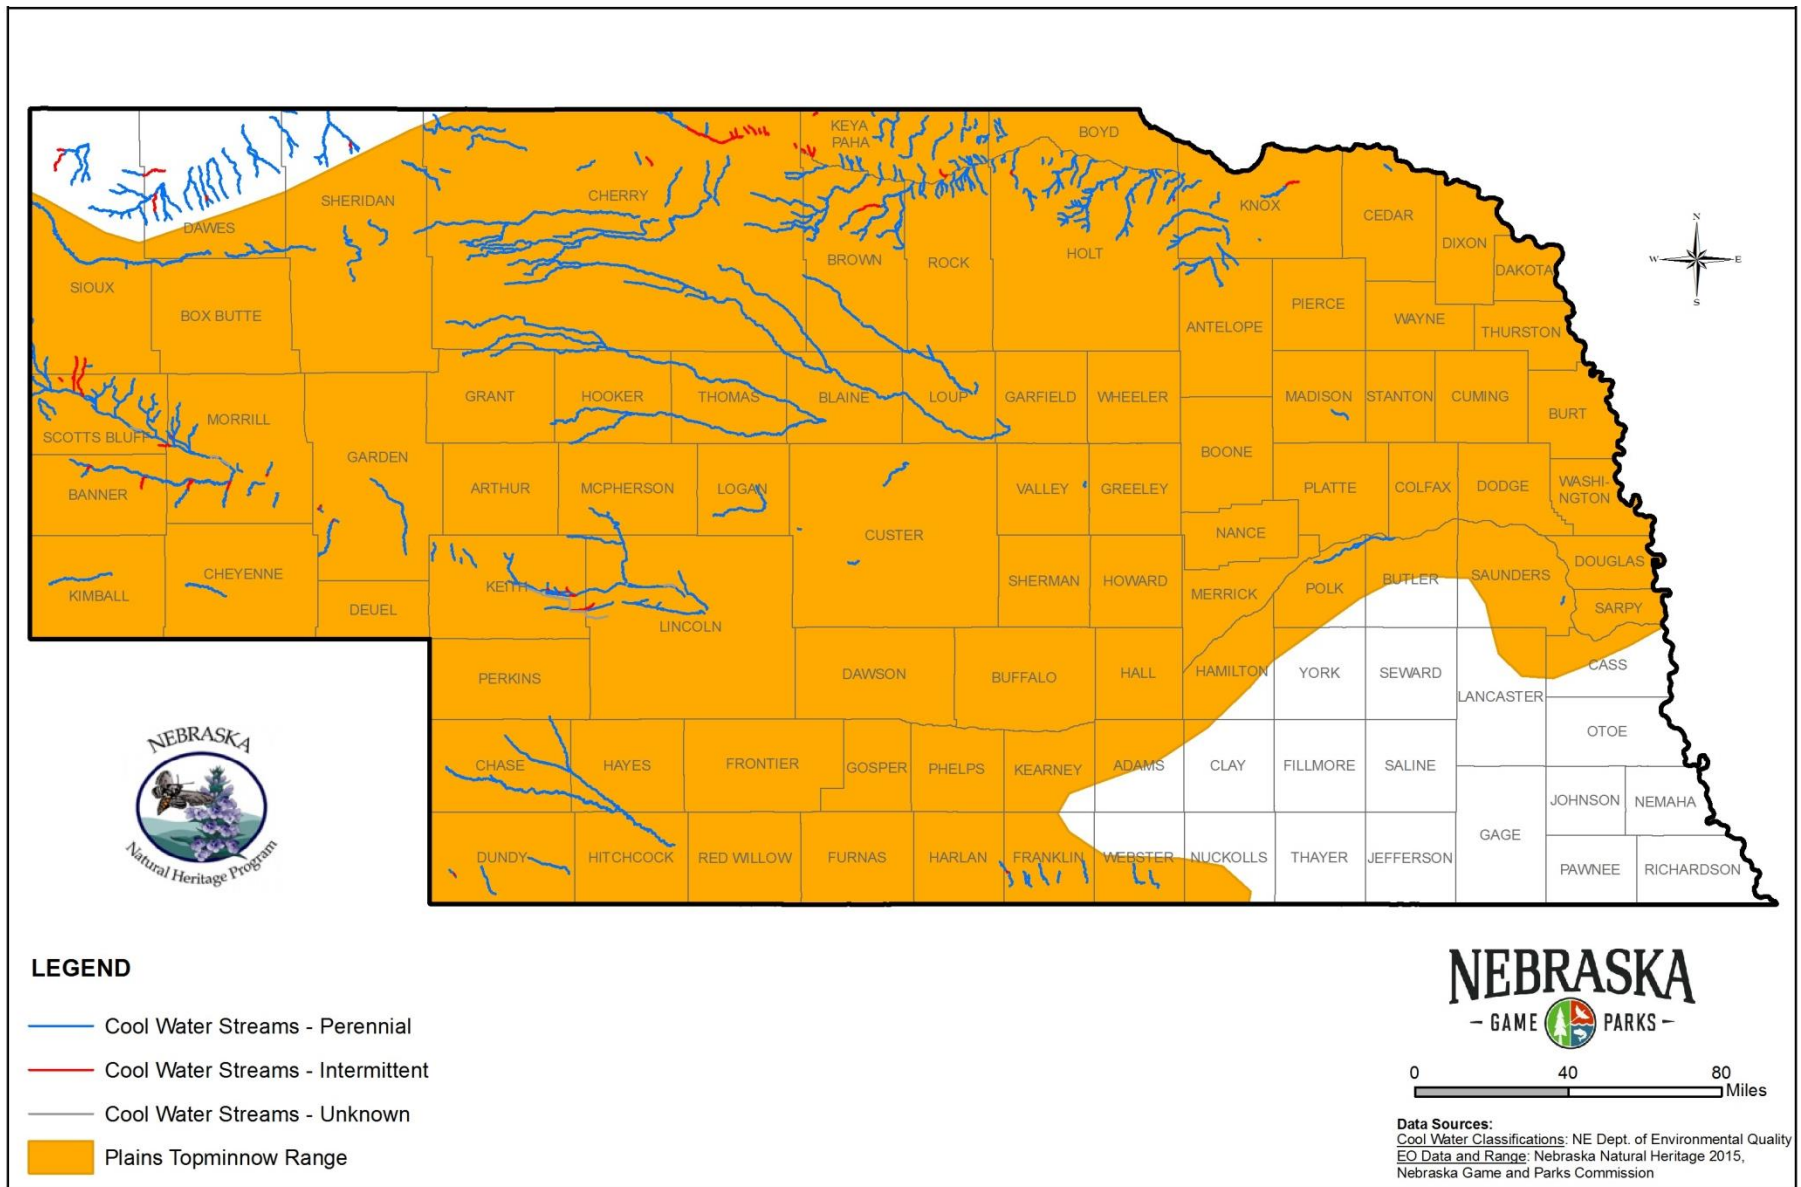 KEYA
PAHA
BOYD
CHERRY
SHERIDAN
DAWES
KNOX
CEDAR
DIXON
N
W
E
S
BROWN
ROCK
HOLT
DAKOTA
SIOUX
BOX BUTTE
PIERCE
ANTELOPE
WAYNE
THURSTON
GRANT
HOOKER
THOMAS
BLAINE
LOUP
GARFIELD
WHEELER
MADISON
STANTON
CUMING
BURT
MORRILL
SCOTTS BLUFF
GARDEN
BOONE
BANNER
ARTHUR
MCPHERSON
LOGAN
VALLEY
GREELEY
PLATTE
COLFAX
DODGE
WASHI-
NGTON
CUSTER
NANCE
DOUGLAS
KIMBALL
CHEYENNE
DEUEL
KEITH
SHERMAN
HOWARD
MERRICK
POLK
BUTLER
SAUNDERS
SARPY
LINCOLN
PERKINS
DAWSON
BUFFALO
HALL
HAMILTON
YORK
SEWARD
LANCASTER
CASS
OTOE
CHASE
HAYES
FRONTIER
GOSPER
PHELPS
KEARNEY
ADAMS
CLAY
FILLMORE
SALINE
JOHNSON
NEMAHA
GAGE
DUNDY
HITCHCOCK
RED WILLOW
FURNAS
HARLAN
FRANKLIN
WEBSTER
NUCKOLLS
THAYER
JEFFERSON
PAWNEE
RICHARDSON
NEBRASKA
Natural Heritage Program
LEGEND
Cool Water Streams - Perennial
Cool Water Streams - Intermittent
Cool Water Streams - Unknown
Plains Topminnow Range
NEBRASKA
- GAME PARKS -
0 40 80
Miles
Data Sources:
Cool Water Classifications: NE Dept. of Environmental Quality
EO Data and Range: Nebraska Natural Heritage 2015,
Nebraska Game and Parks Commission